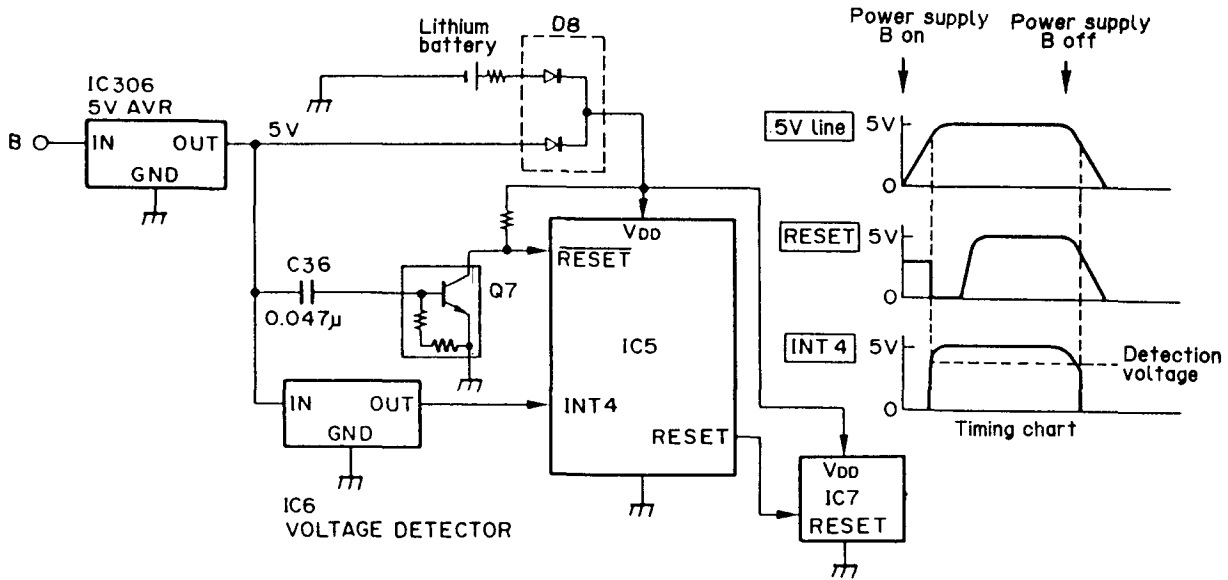 Lithium
battery
D8
IC306
5V AVR
B
IN
OUT
GND
5V
C36
0.047μ
Q7
VDD
RESET
IC5
INT4
RESET
IN
OUT
GND
IC6
VOLTAGE DETECTOR
VDD
IC7
RESET
Power supply
B on
Power supply
B off
5V line
5V
0
RESET
5V
0
INT 4
5V
0
Detection
voltage
Timing chart